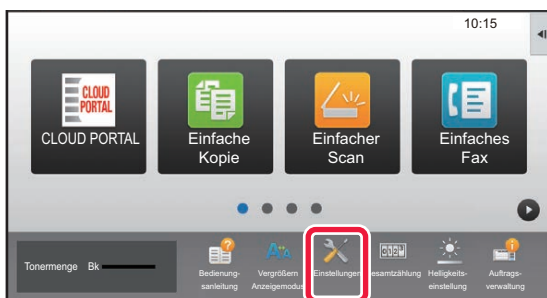 10:15
CLOUD
PORTAL
CLOUD PORTAL
Einfache
Kopie
Einfacher
Scan
Einfaches
Fax
Tonermenge Bk
Bedienung-
sanleitung
Vergrößern
Anzeigemodus
Einstellungen
esamtzählung
Helligkeits-
einstellung
Auftrags-
verwaltung